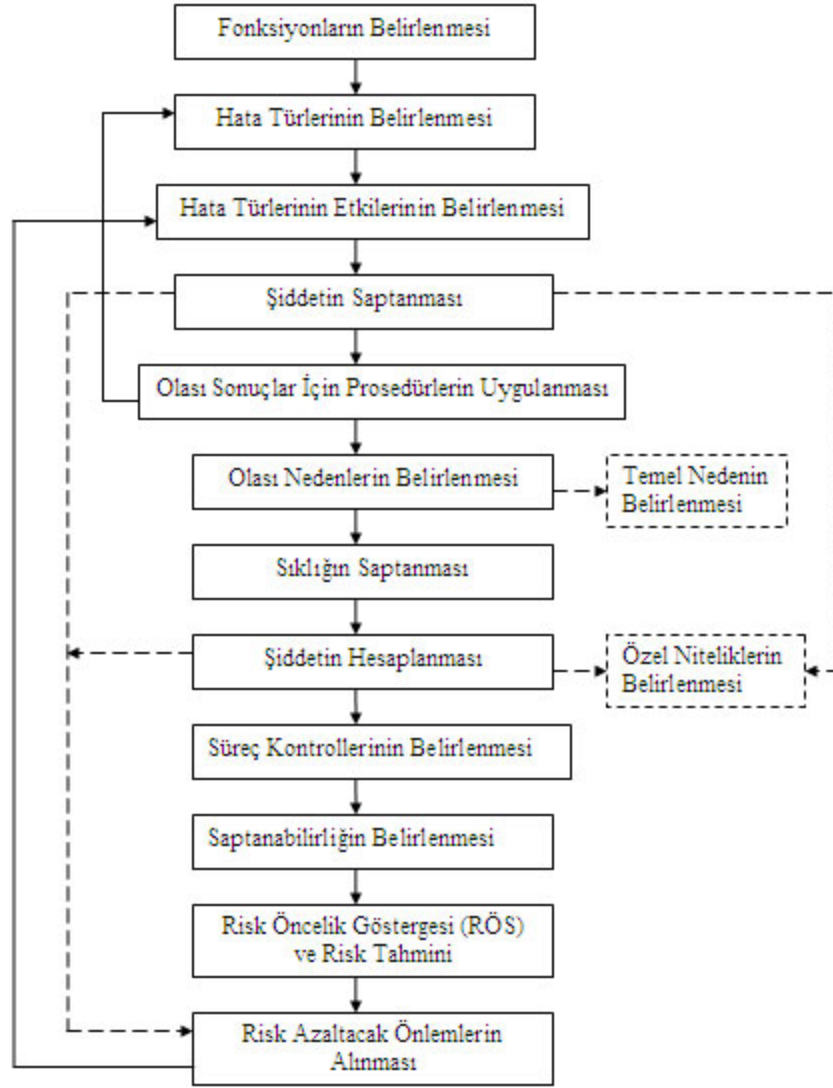 Fonksiyonların Belirlenmesi
Hata Türlerinin Belirlenmesi
Hata Türlerinin Etkilerinin Belirlenmesi
Şiddetin Saptanması
Olası Sonuçlar İçin Prosedürlerin Uygulanması
Olası Nedenlerin Belirlenmesi
Temel Nedenin
Belirlenmesi
Sıklığın Saptanması
Şiddetin Hesaplanması
Özel Niteliklerin
Belirlenmesi
Süreç Kontrollerinin Belirlenmesi
Saptanabilirliğin Belirlenmesi
Risk Öncelik Göstergesi (RÖS)
ve Risk Tahmini
Risk Azaltacak Önlemlerin
Alınması